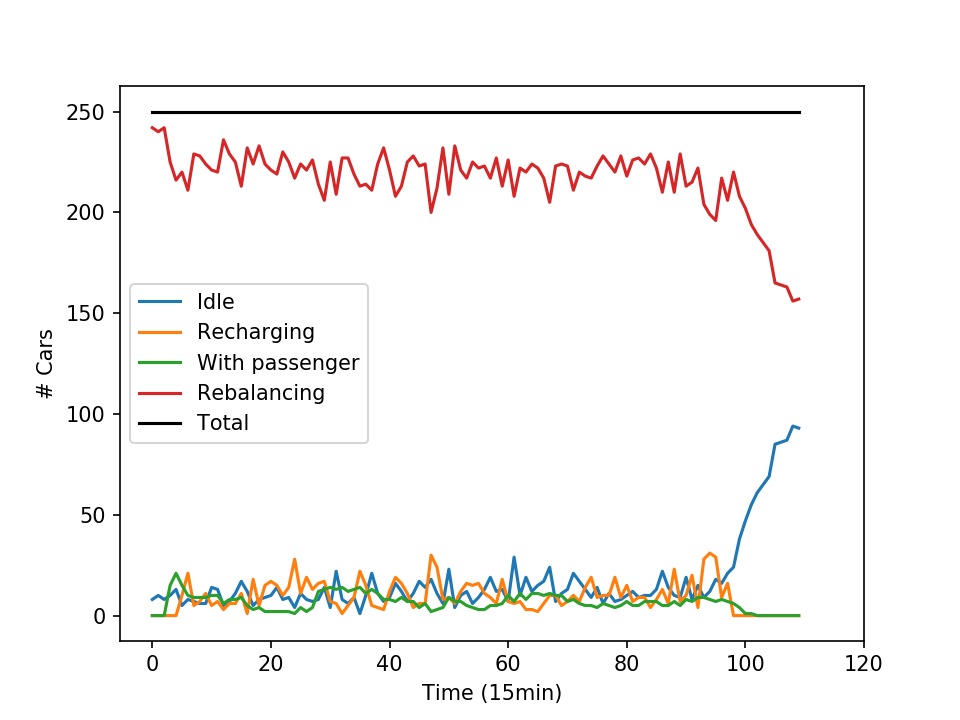 250
200
150
100
50
0
# Cars
Idle
Recharging
With passenger
Rebalancing
Total
0 20 40 60 80 100 120
Time (15min)